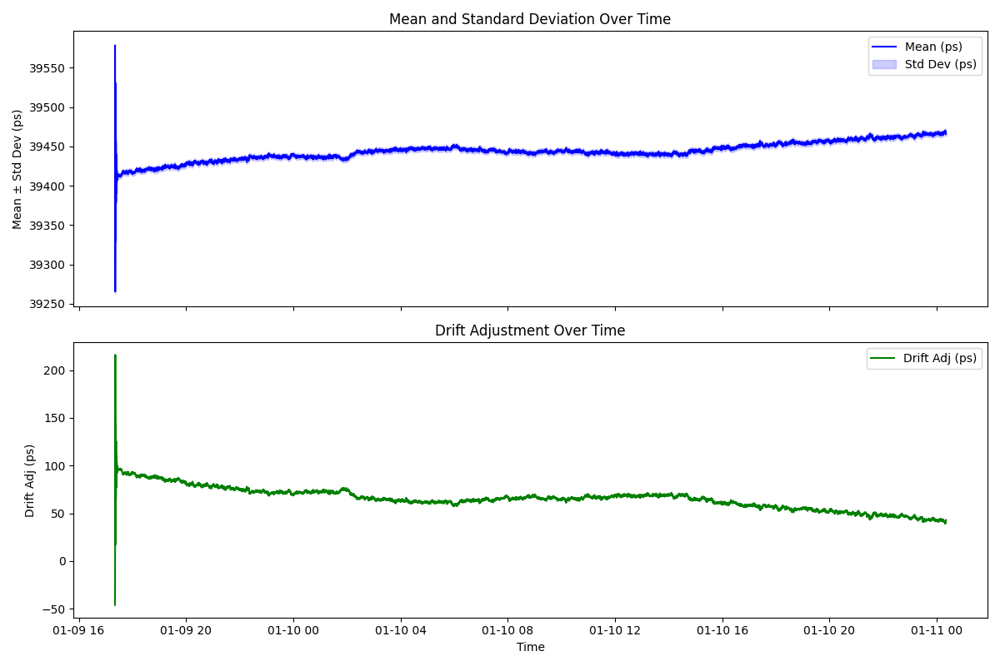 Mean and Standard Deviation Over Time
Mean ± Std Dev (ps)
39550
39500
39450
39400
39350
39300
39250
Mean (ps)
Std Dev (ps)
Drift Adjustment Over Time
Drift Adj (ps)
200
150
100
50
0
−50
Drift Adj (ps)
01-09 16
01-09 20
01-10 00
01-10 04
01-10 08
01-10 12
01-10 16
01-10 20
01-11 00
Time